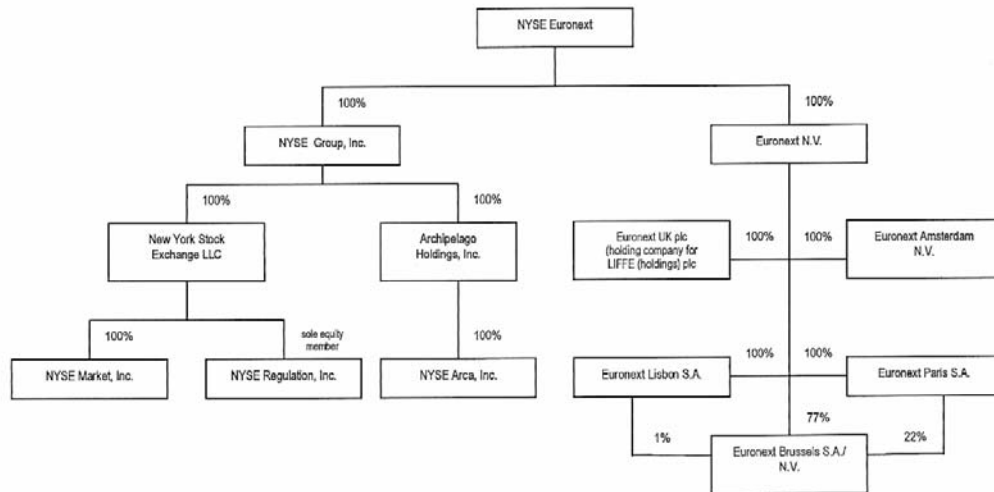 NYSE Euronext
100%
100%
NYSE Group, Inc.
Euronext N.V.
100%
100%
New York Stock
Exchange LLC
Archipelago
Holdings, Inc.
Euronext UK plc
(holding company for
LIFFE (holdings) plc
100%
100%
Euronext Amsterdam
N.V.
100%
sole equity
member
100%
NYSE Market, Inc.
NYSE Regulation, Inc.
NYSE Arca, Inc.
Euronext Lisbon S.A.
100%
100%
Euronext Paris S.A.
1%
77%
22%
Euronext Brussels S.A./
N.V.